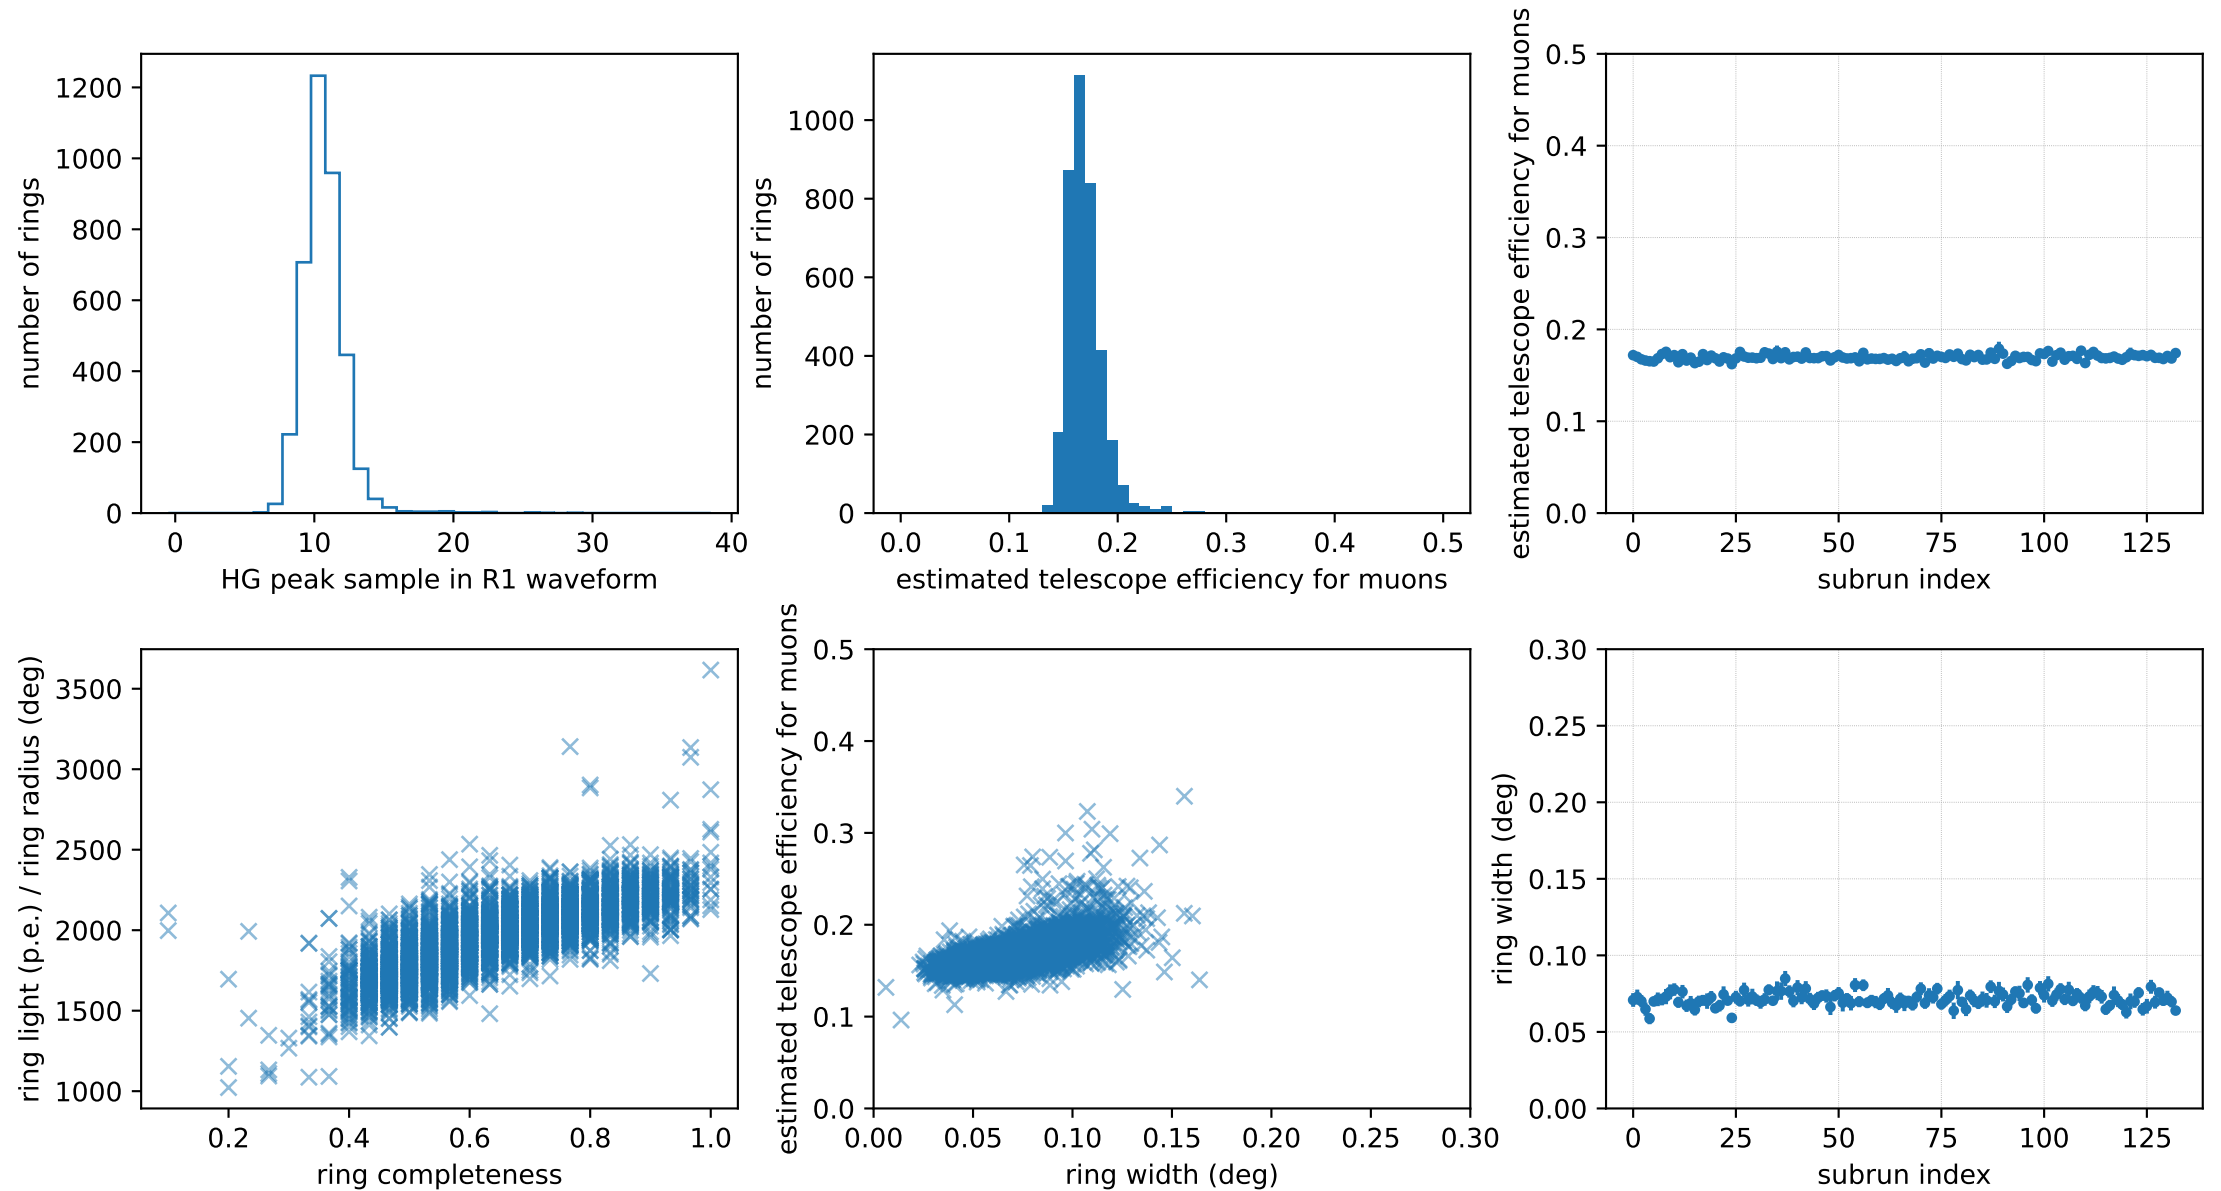 number of rings
1200
1000
800
600
400
200
0
0 10 20 30 40
HG peak sample in R1 waveform
number of rings
1000
800
600
400
200
0
0.0 0.1 0.2 0.3 0.4 0.5
estimated telescope efficiency for muons
estimated telescope efficiency for muons
0.5
0.4
0.3
0.2
0.1
0.0
0 25 50 75 100 125
subrun index
ring light (p.e.) / ring radius (deg)
3500
3000
2500
2000
1500
1000
0.2 0.4 0.6 0.8 1.0
ring completeness
estimated telescope efficiency for muons
0.5
0.4
0.3
0.2
0.1
0.0
0.00 0.05 0.10 0.15 0.20 0.25 0.30
ring width (deg)
ring width (deg)
0.30
0.25
0.20
0.15
0.10
0.05
0.00
0 25 50 75 100 125
subrun index